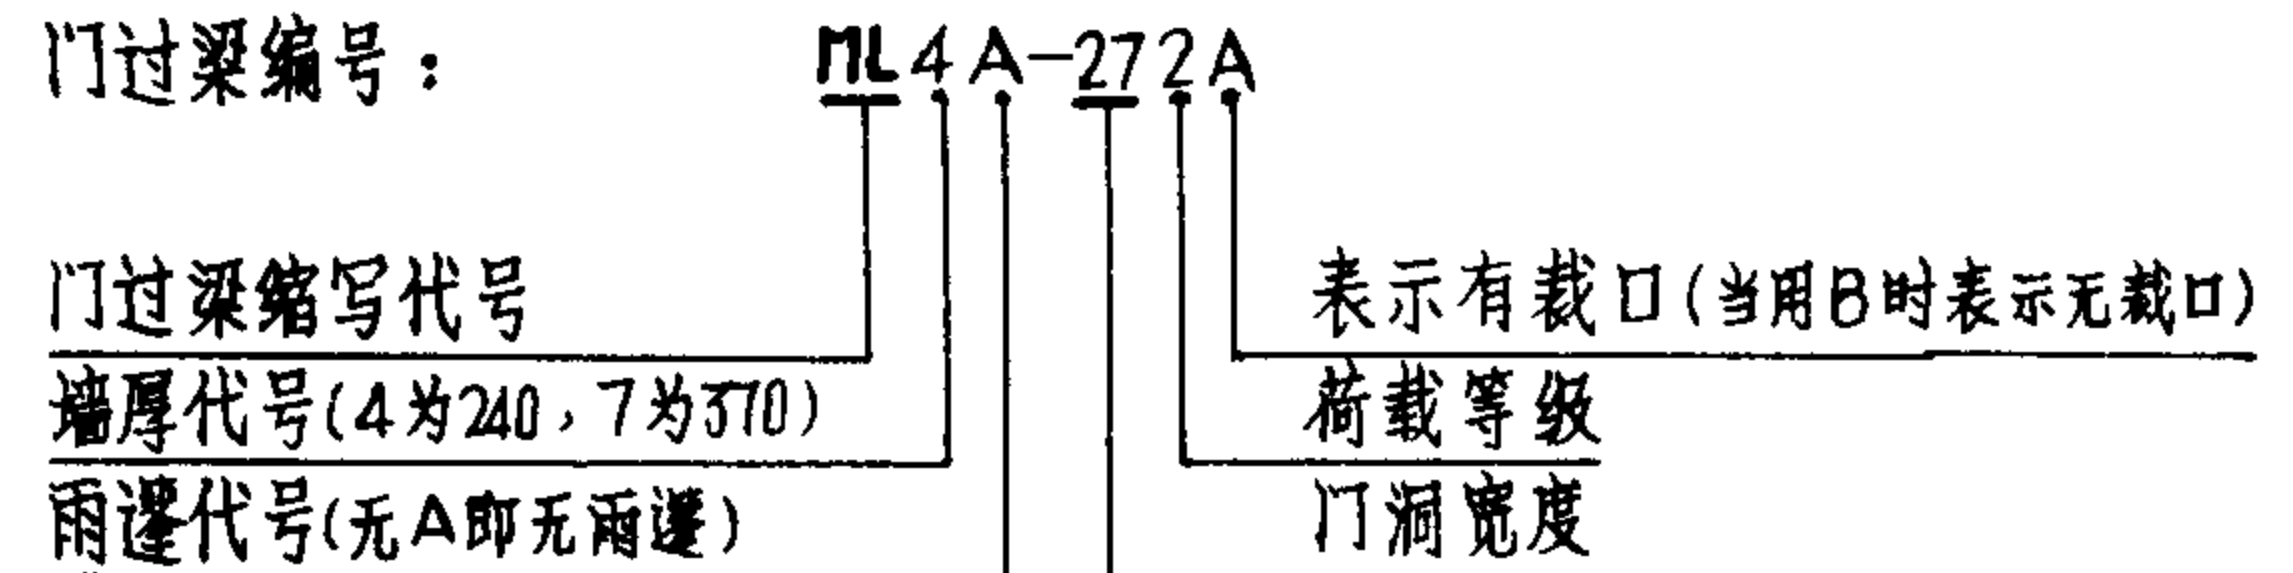 门过梁编号： ML4A-272A
门过梁缩写代号 表示有裁口(当用B时表示无裁口)
墙厚代号(4为240，7为370) 荷载等级
雨篷代号(无A即无雨篷) 门洞宽度